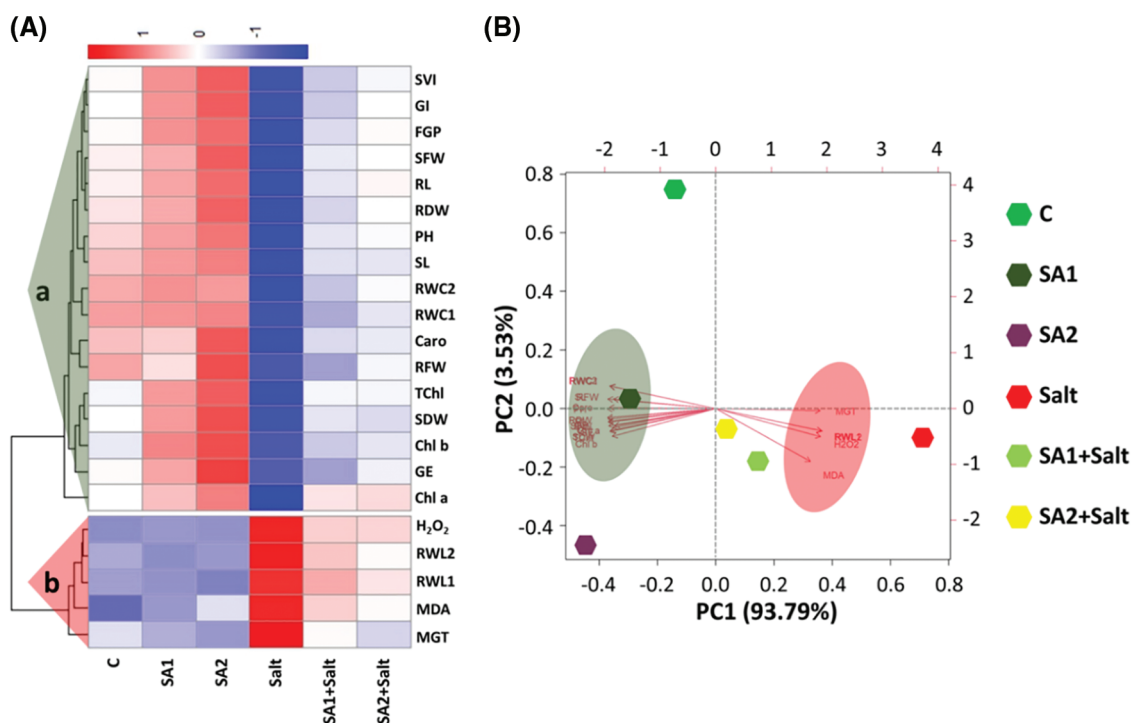 (A)
1 0 -1
a
SVI
GI
FGP
SFW
RL
RDW
PH
SL
RWC2
RWC1
Caro
RFW
TChl
SDW
Chl b
GE
Chl a
b
H₂O₂
RWL2
RWL1
MDA
MGT
C SA1 SA2 Salt SA1+Salt SA2+Salt
(B)
-2 -1 0 1 2 3 4
PC2 (3.53%)
0.8
0.6
0.4
0.2
0.0
-0.2
-0.4
4
3
2
1
0
-1
-2
RFW
Chl b
MGT
RWL2
H2O2
MDA
-0.4 -0.2 0.0 0.2 0.4 0.6 0.8
PC1 (93.79%)
C
SA1
SA2
Salt
SA1+Salt
SA2+Salt